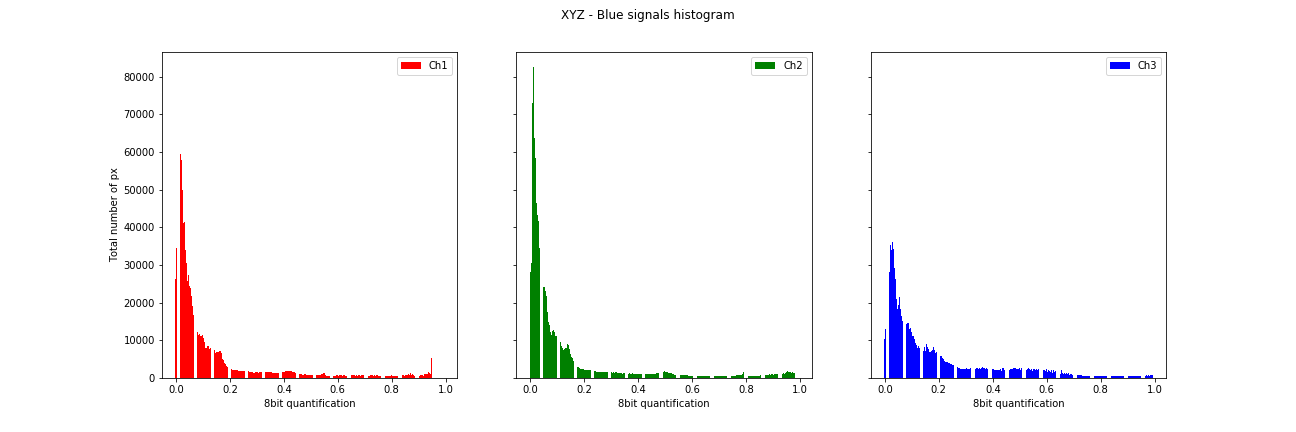 XYZ - Blue signals histogram
Ch1
Ch2
Ch3
Total number of px
80000
70000
60000
50000
40000
30000
20000
10000
0
0.0 0.2 0.4 0.6 0.8 1.0
0.0 0.2 0.4 0.6 0.8 1.0
0.0 0.2 0.4 0.6 0.8 1.0
8bit quantification
8bit quantification
8bit quantification